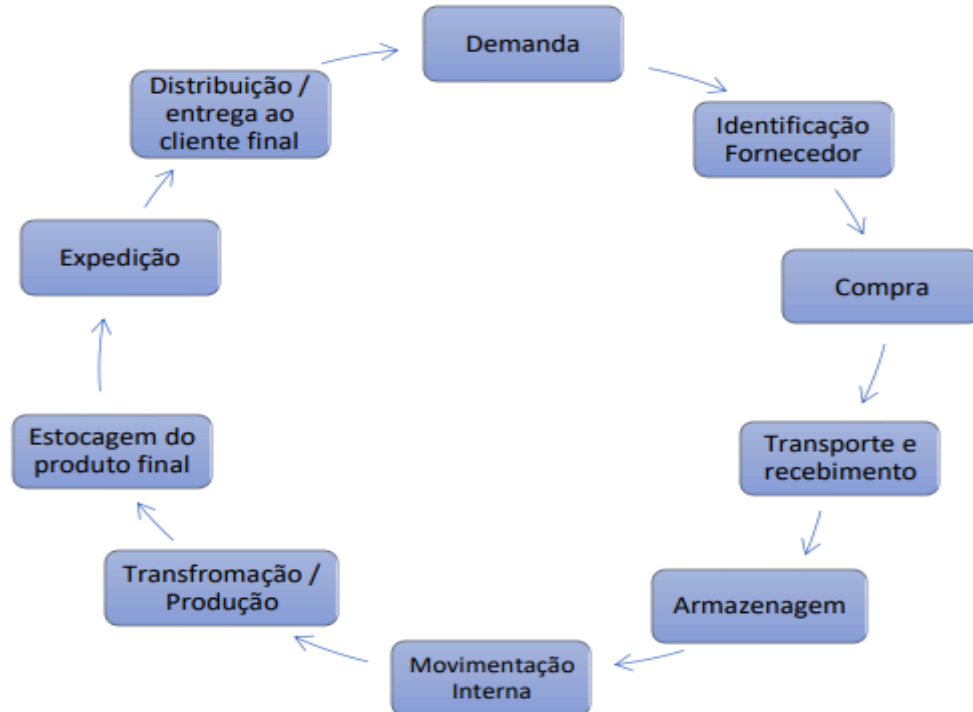 Demanda
Identificação
Fornecedor
Compra
Transporte e
recebimento
Armazenagem
Movimentação
Interna
Transfromação /
Produção
Estocagem do
produto final
Expedição
Distribuição /
entrega ao
cliente final